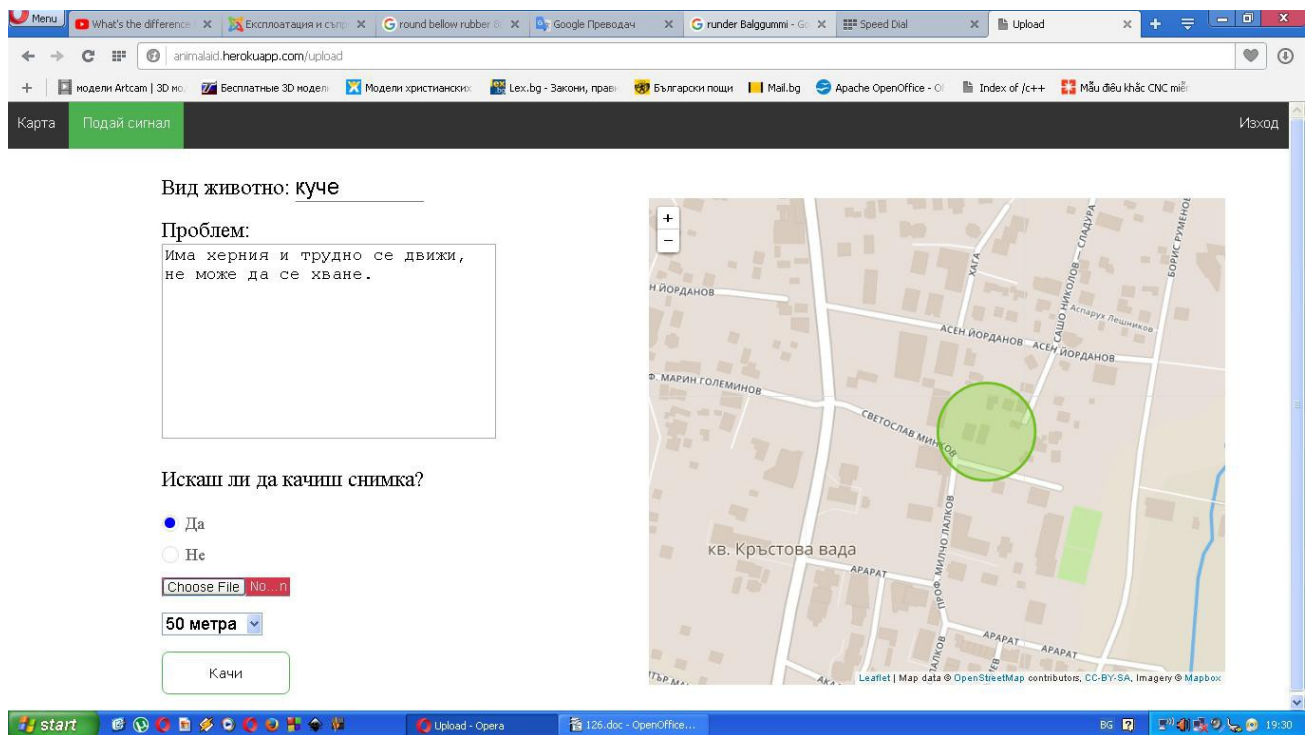 Menu
What's the difference
Експлоатация и съпр
round bellow rubber
Google Преводач
runder Balggummi - Go
Speed Dial
Upload
animalaid.herokuapp.com/upload
модели Artcam | 3D мо
Бесплатные 3D модел
Модели христианских
Lex.bg - Закони, прав
Български пощи
Mail.bg
Apache OpenOffice - O
Index of /c++
Mẫu điêu khắc CNC miễ
Карта
Подай сигнал
Изход
Вид животно: куче
Проблем:
Има херния и трудно се движи,
не може да се хване.
Искаш ли да качиш снимка?
Да
Не
Choose File No...n
50 метра
Качи
+
−
Н ЙОРДАНОВ
ХАГА
САШО НИКОЛОВ — СЛАДУРА
БОРИС РУМЕНОВ
Аспарух Лешников
АСЕН ЙОРДАНОВ
АСЕН ЙОРДАНОВ
Ф. МАРИН ГОЛЕМИНОВ
СВЕТОСЛАВ МИНКОВ
кв. Кръстова вада
АРАРАТ
ПРОФ. МИЛЧО ЛАЛКОВ
АРАРАТ
АРАРАТ
ЛАЛКОВ
Leaflet | Map data © OpenStreetMap contributors, CC-BY-SA, Imagery © Mapbox
start
Upload - Opera
126.doc - OpenOffice...
BG
19:30